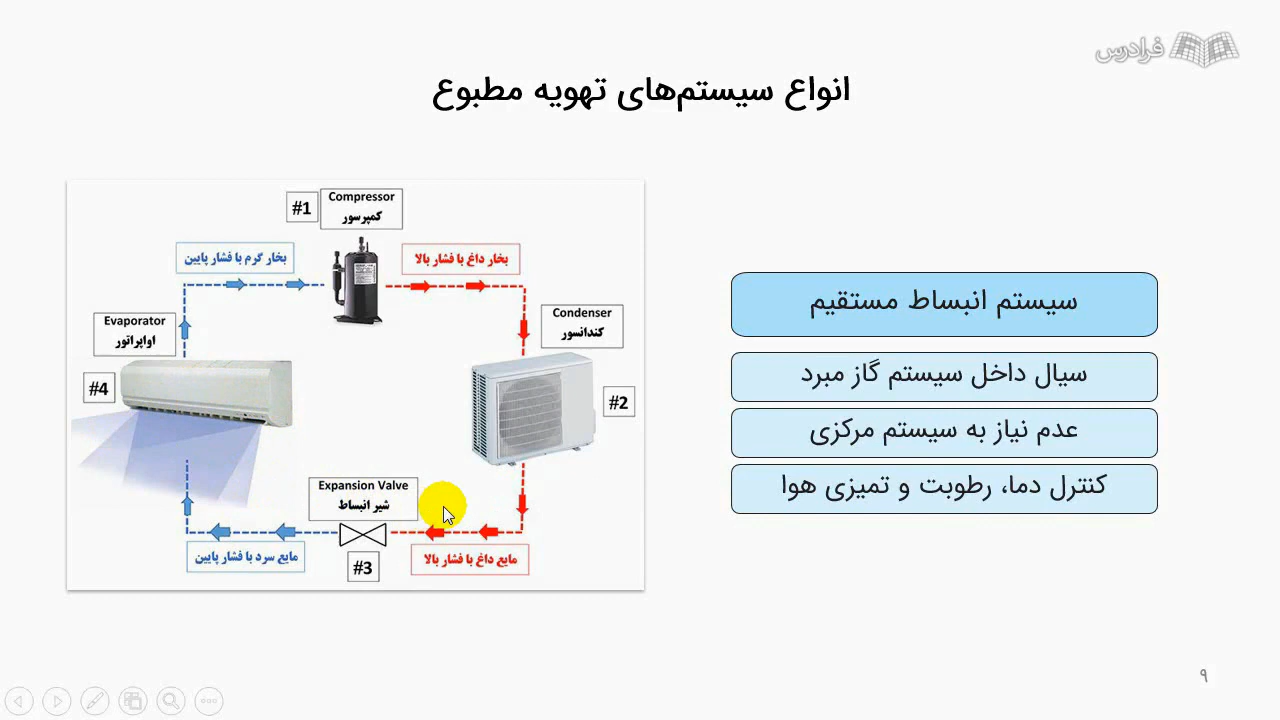 فرادرس
انواع سیستم‌های تهویه مطبوع
سیستم انبساط مستقیم
سیال داخل سیستم گاز مبرد
عدم نیاز به سیستم مرکزی
کنترل دما، رطوبت و تمیزی هوا
#1
Compressor
کمپرسور
بخار داغ با فشار بالا
بخار گرم با فشار پایین
Condenser
کندانسور
#2
Evaporator
اواپراتور
#4
Expansion Valve
شیر انبساط
#3
مایع داغ با فشار بالا
مایع سرد با فشار پایین
۹